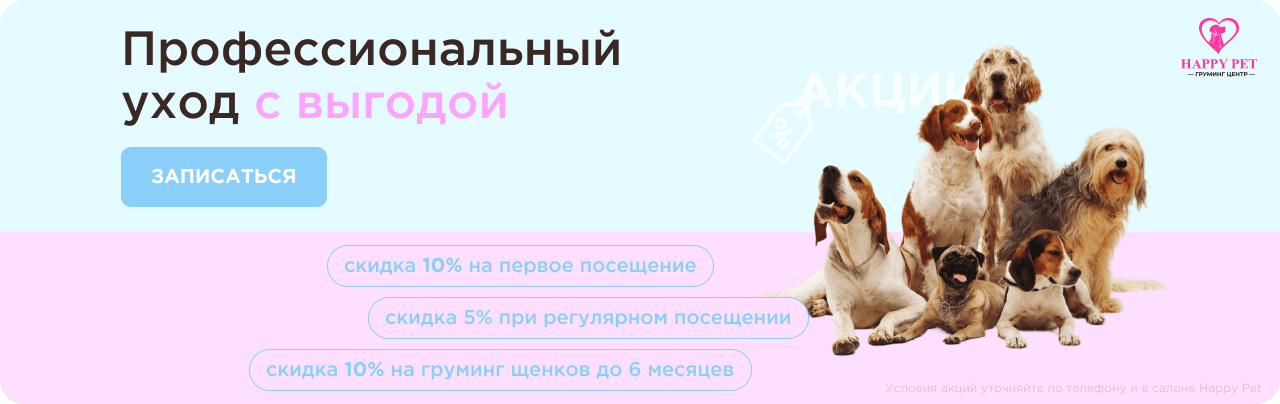 Профессиональный
уход с выгодой
ЗАПИСАТЬСЯ
АКЦИИ
%
HAPPY PET
— ГРУМИНГ ЦЕНТР —
скидка 10% на первое посещение
скидка 5% при регулярном посещении
скидка 10% на груминг щенков до 6 месяцев
Условия акций уточняйте по телефону и в салоне Happy Pet